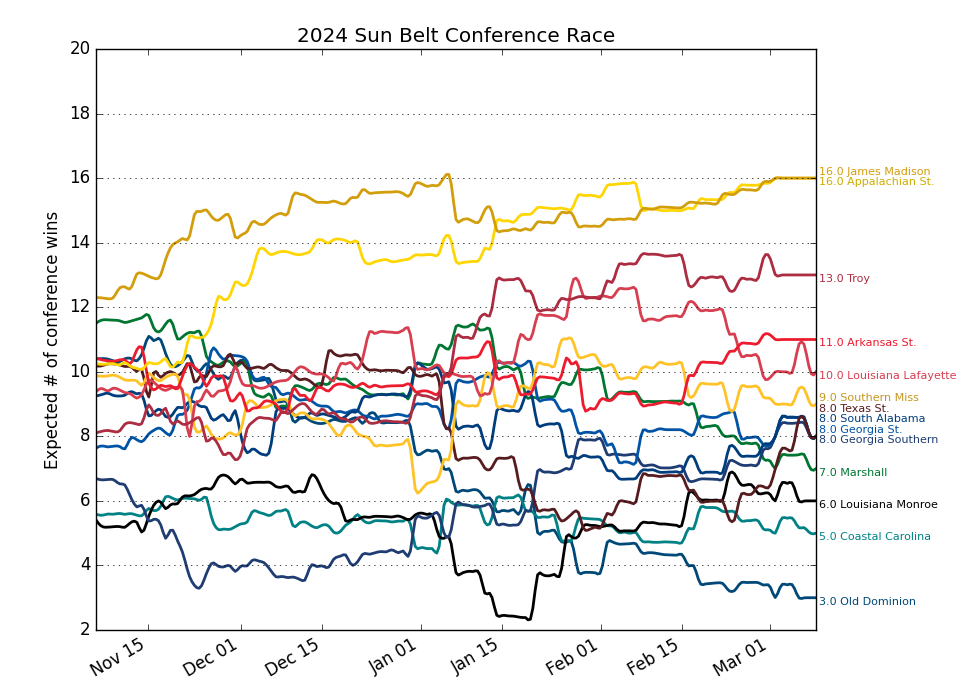 2024 Sun Belt Conference Race
Expected # of conference wins
20
18
16
14
12
10
8
6
4
2
Nov 15
Dec 01
Dec 15
Jan 01
Jan 15
Feb 01
Feb 15
Mar 01
16.0 James Madison
16.0 Appalachian St.
13.0 Troy
11.0 Arkansas St.
10.0 Louisiana Lafayette
9.0 Southern Miss
8.0 Texas St.
8.0 South Alabama
8.0 Georgia St.
8.0 Georgia Southern
7.0 Marshall
6.0 Louisiana Monroe
5.0 Coastal Carolina
3.0 Old Dominion